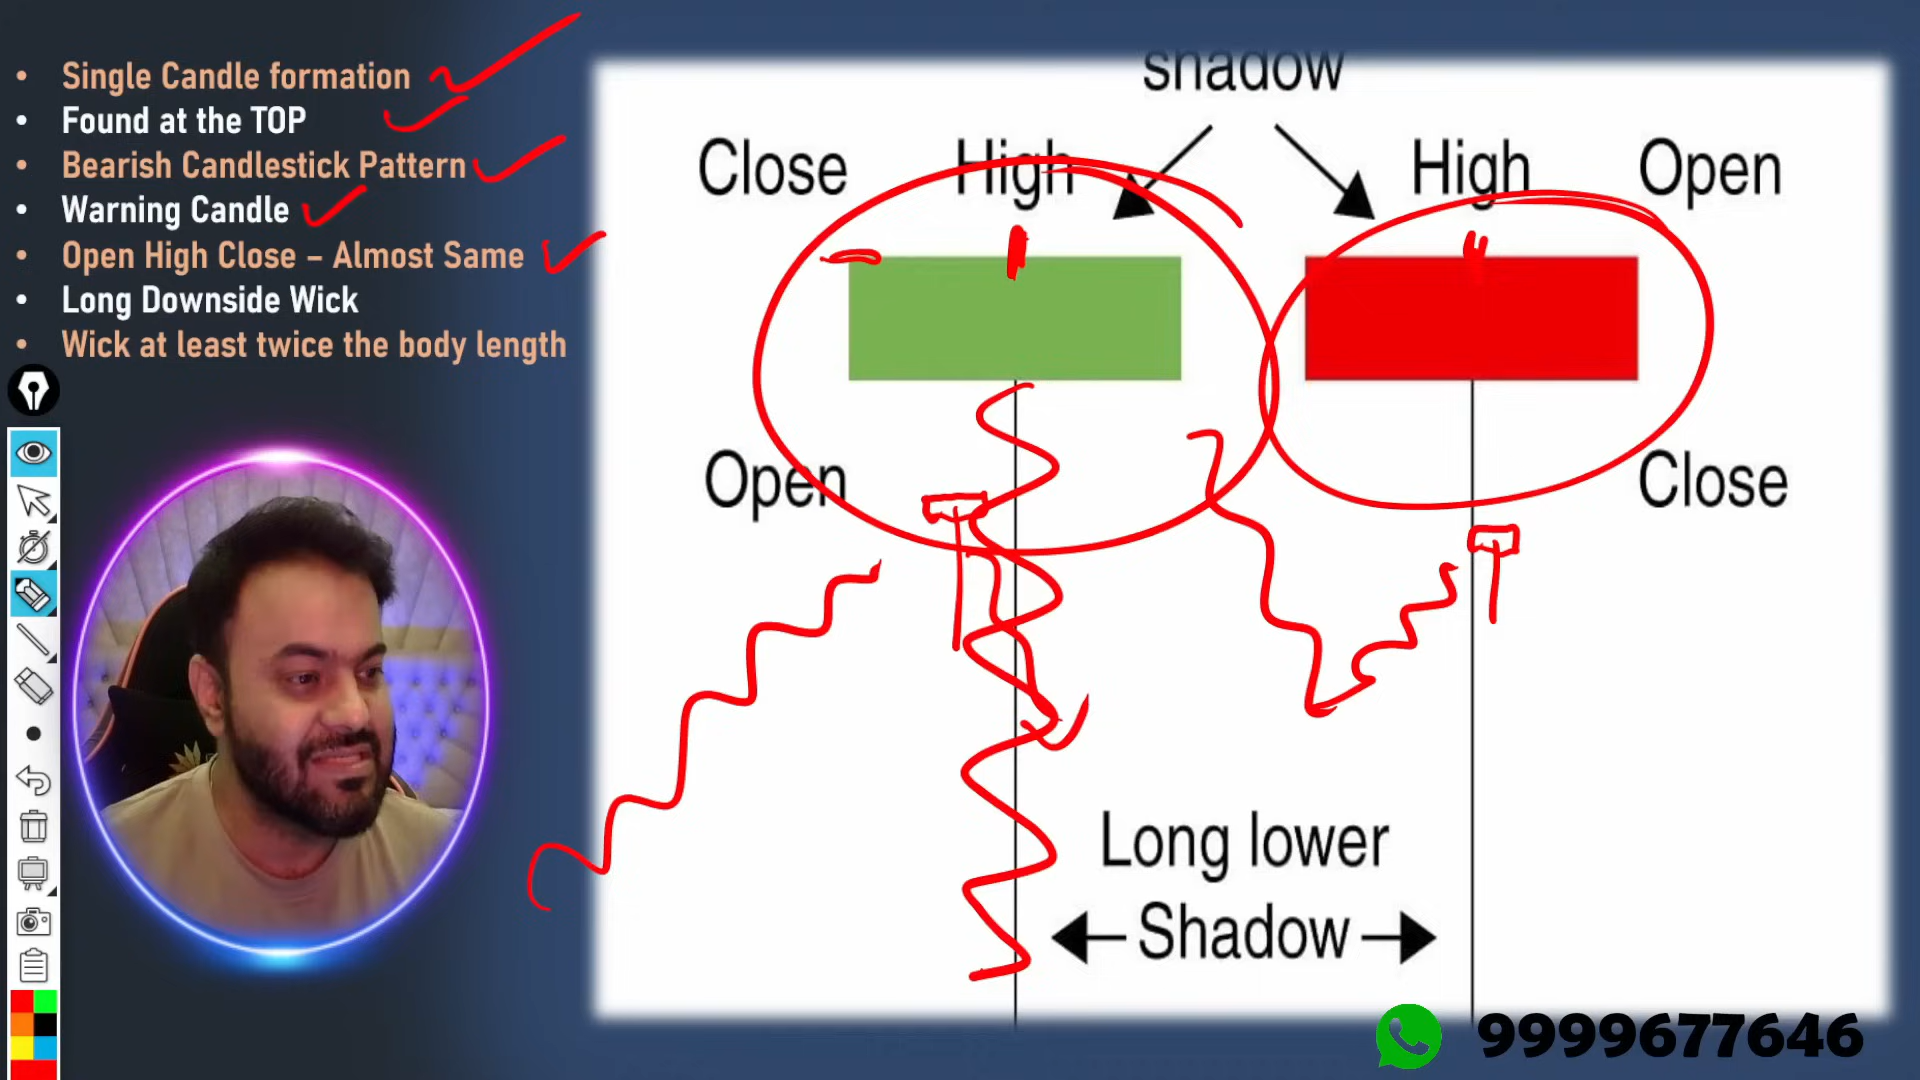 • Single Candle formation
• Found at the TOP
• Bearish Candlestick Pattern
• Warning Candle
• Open High Close – Almost Same
• Long Downside Wick
• Wick at least twice the body length
shadow
Close High High Open
Open Close
Long lower
Shadow
9999677646